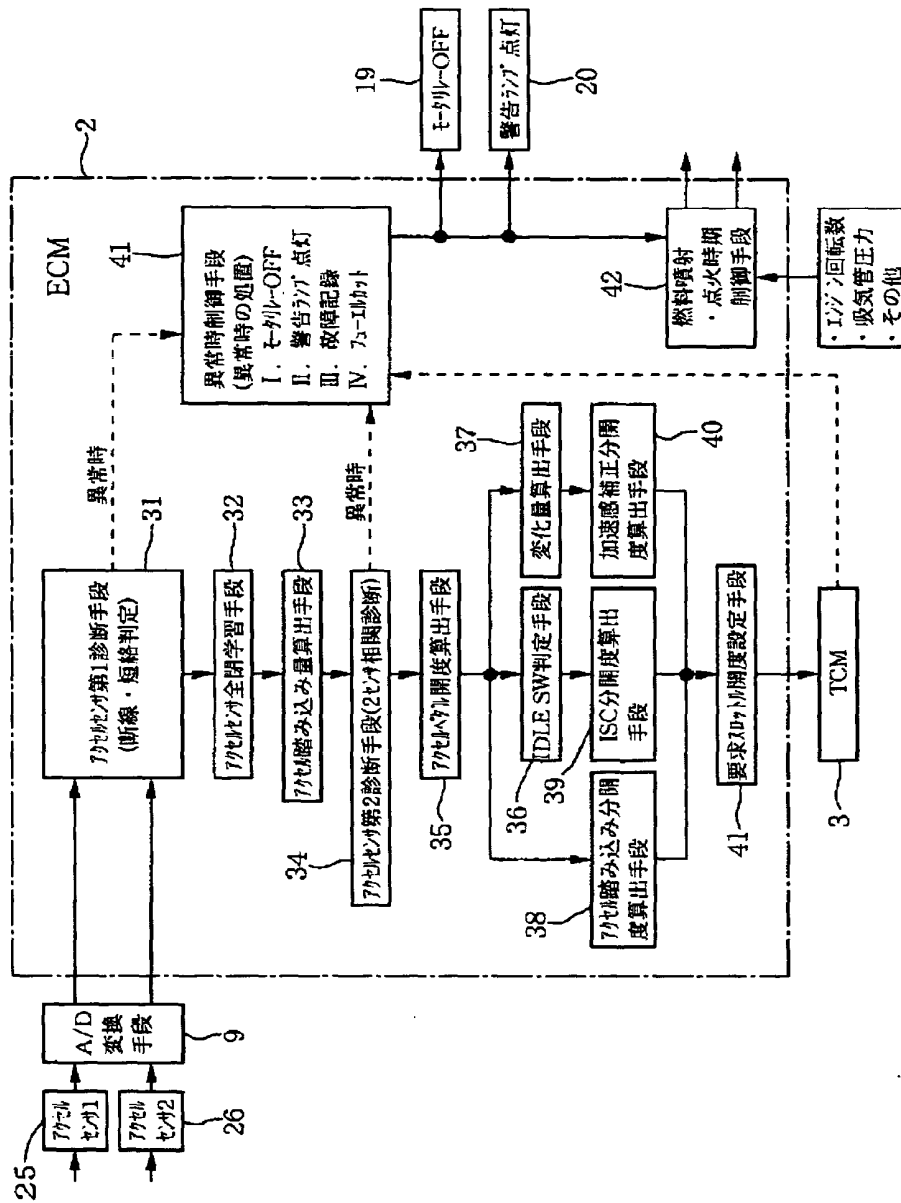 25
アクセル
センサ1
アクセル
センサ2
26
A/D
変換
手段
9
ECM
2
アクセルセンサ第1診断手段
(断線・短絡判定)
31
異常時
アクセルセンサ全閉学習手段
32
アクセル踏み込み量算出手段
33
アクセルセンサ第2診断手段(2センサ相関診断)
34
異常時
アクセルペダル開度算出手段
35
IDLE SW判定手段
36
変化量算出手段
37
アクセル踏み込み分開
度算出手段
38
ISC分開度算出
手段
39
加速感補正分開
度算出手段
40
要求スロットル開度設定手段
41
TCM
3
41
異常時制御手段
(異常時の処置)
Ⅰ. モータリレーOFF
Ⅱ. 警告ランプ点灯
Ⅲ. 故障記録
Ⅳ. フューエルカット
モータリレーOFF
19
警告ランプ点灯
20
燃料噴射
・点火時期
制御手段
42
・エンジン回転数
・吸気管圧力
・その他